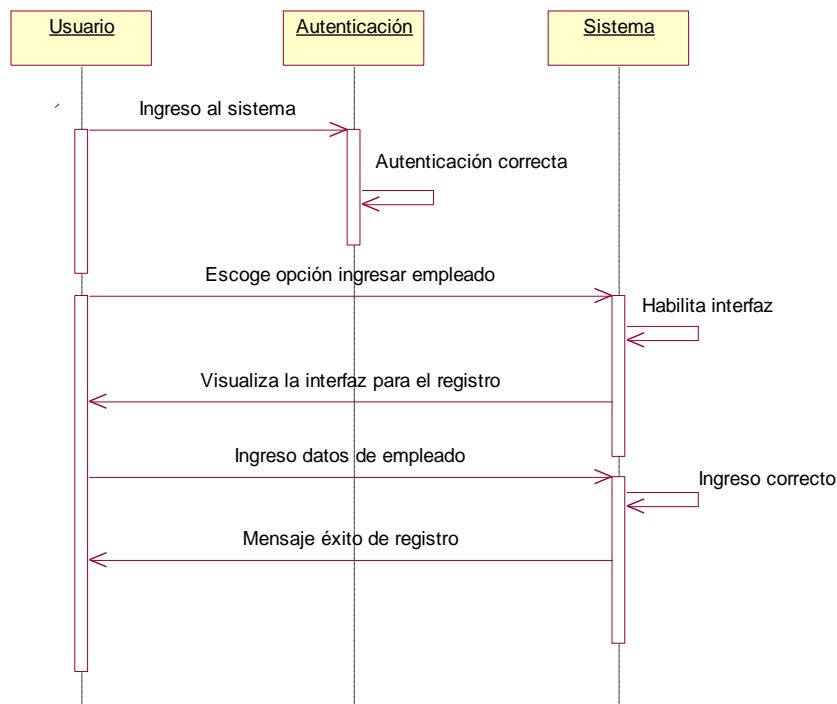 Usuario
Autenticación
Sistema
Ingreso al sistema
Autenticación correcta
Escoge opción ingresar empleado
Habilita interfaz
Visualiza la interfaz para el registro
Ingreso datos de empleado
Ingreso correcto
Mensaje éxito de registro